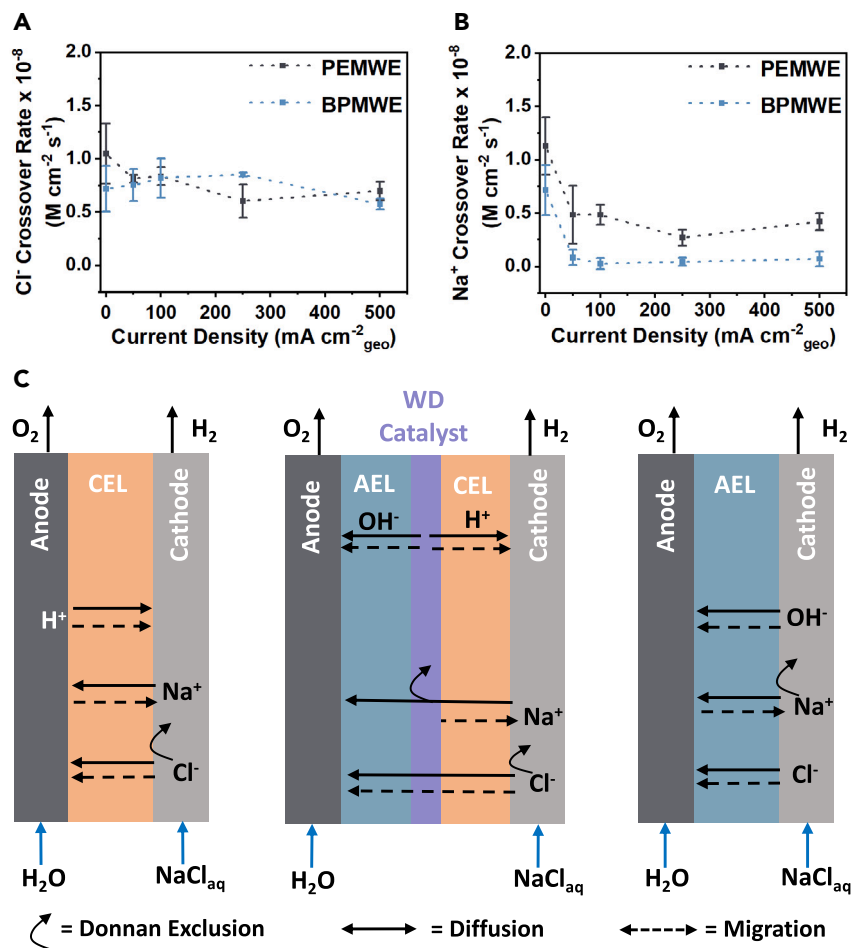 A
Cl- Crossover Rate x 10-8
(M cm-2 s-1)
2.0
1.5
1.0
0.5
0.0
PEMWE
BPMWE
0 100 200 300 400 500
Current Density (mA cm-2geo)
B
Na+ Crossover Rate x 10-8
(M cm-2 s-1)
2.0
1.5
1.0
0.5
0.0
PEMWE
BPMWE
0 100 200 300 400 500
Current Density (mA cm-2geo)
C
O2
H2
Anode
CEL
Cathode
H+
Na+
Cl-
H2O
NaClaq
WD
Catalyst
O2
H2
Anode
AEL
CEL
Cathode
OH-
H+
Na+
Cl-
H2O
NaClaq
O2
H2
Anode
AEL
Cathode
OH-
Na+
Cl-
H2O
NaClaq
= Donnan Exclusion
= Diffusion
= Migration